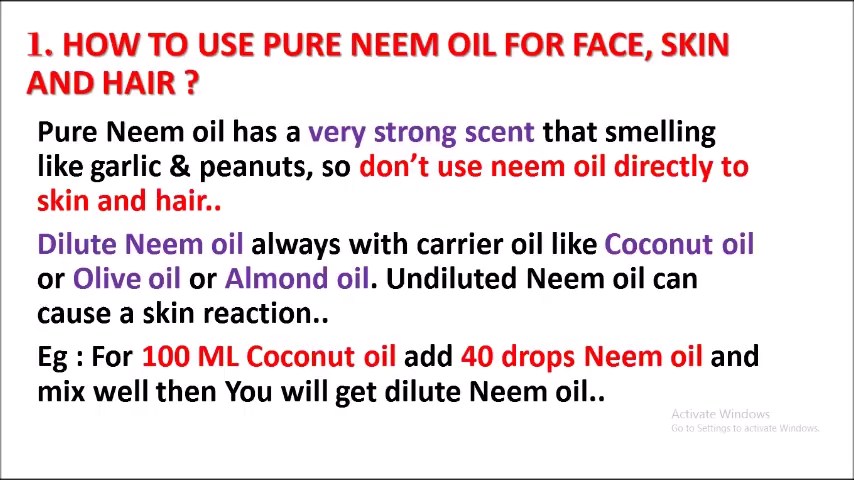 1. HOW TO USE PURE NEEM OIL FOR FACE, SKIN
AND HAIR ?
Pure Neem oil has a very strong scent that smelling
like garlic & peanuts, so don't use neem oil directly to
skin and hair..
Dilute Neem oil always with carrier oil like Coconut oil
or Olive oil or Almond oil. Undiluted Neem oil can
cause a skin reaction..
Eg : For 100 ML Coconut oil add 40 drops Neem oil and
mix well then You will get dilute Neem oil..
Activate Windows
Go to Settings to activate Windows.